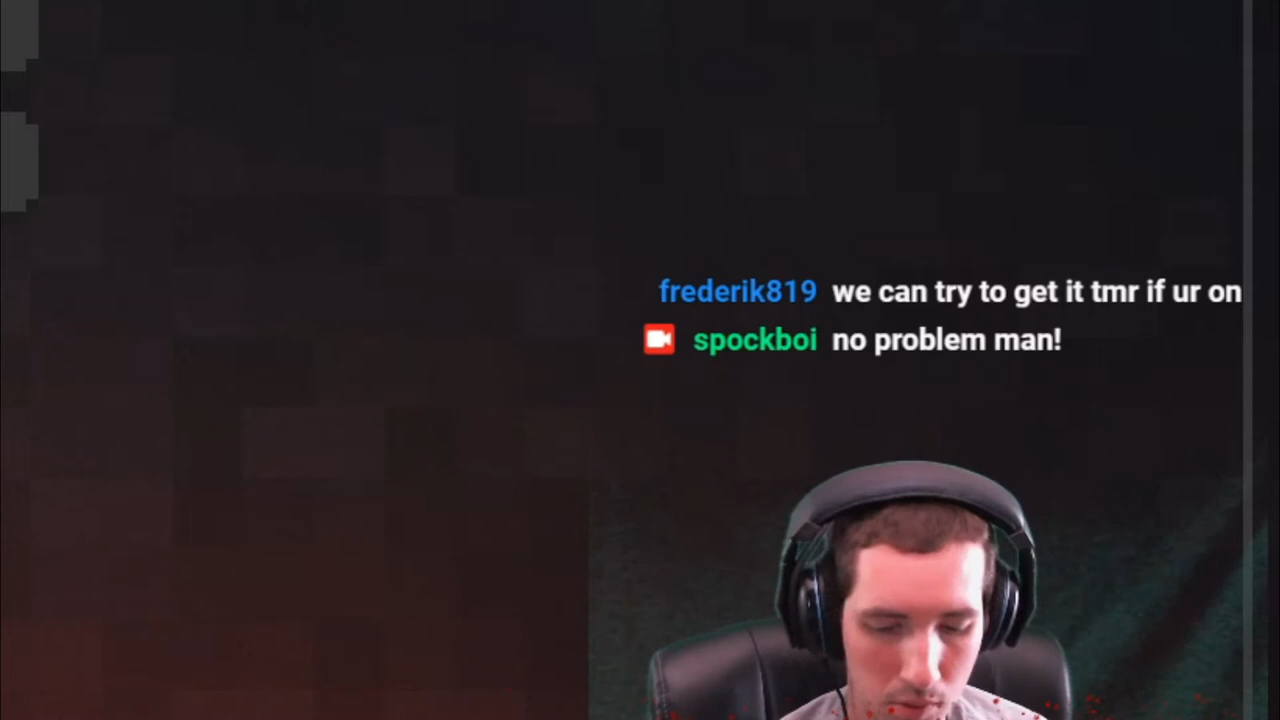 frederik819 we can try to get it tmr if ur on
spockboi no problem man!